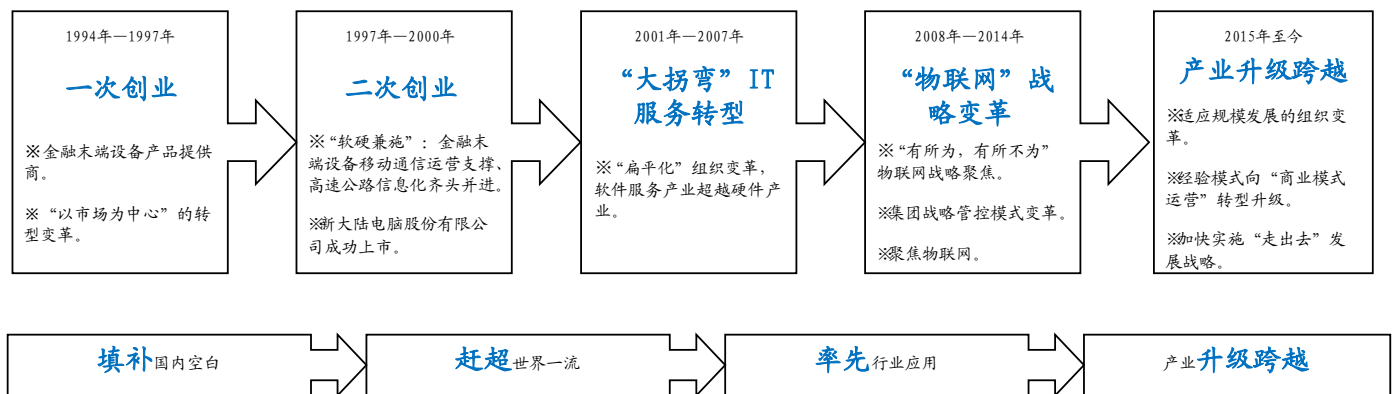 1994年—1997年
一次创业
※金融末端设备产品提供
商。
※“以市场为中心”的转
型变革。
1997年—2000年
二次创业
※“软硬兼施”：金融末
端设备移动通信运营支撑、
高速公路信息化齐头并进。
※新大陆电脑股份有限公
司成功上市。
2001年—2007年
“大拐弯”IT
服务转型
※“扁平化”组织变革，
软件服务产业超越硬件产
业。
2008年—2014年
“物联网”战
略变革
※“有所为，有所不为”
物联网战略聚焦。
※集团战略管控模式变革。
※聚焦物联网。
2015年至今
产业升级跨越
※适应规模发展的组织变
革。
※经验模式向“商业模式
运营”转型升级。
※加快实施“走出去”发
展战略。
填补国内空白
赶超世界一流
率先行业应用
产业升级跨越